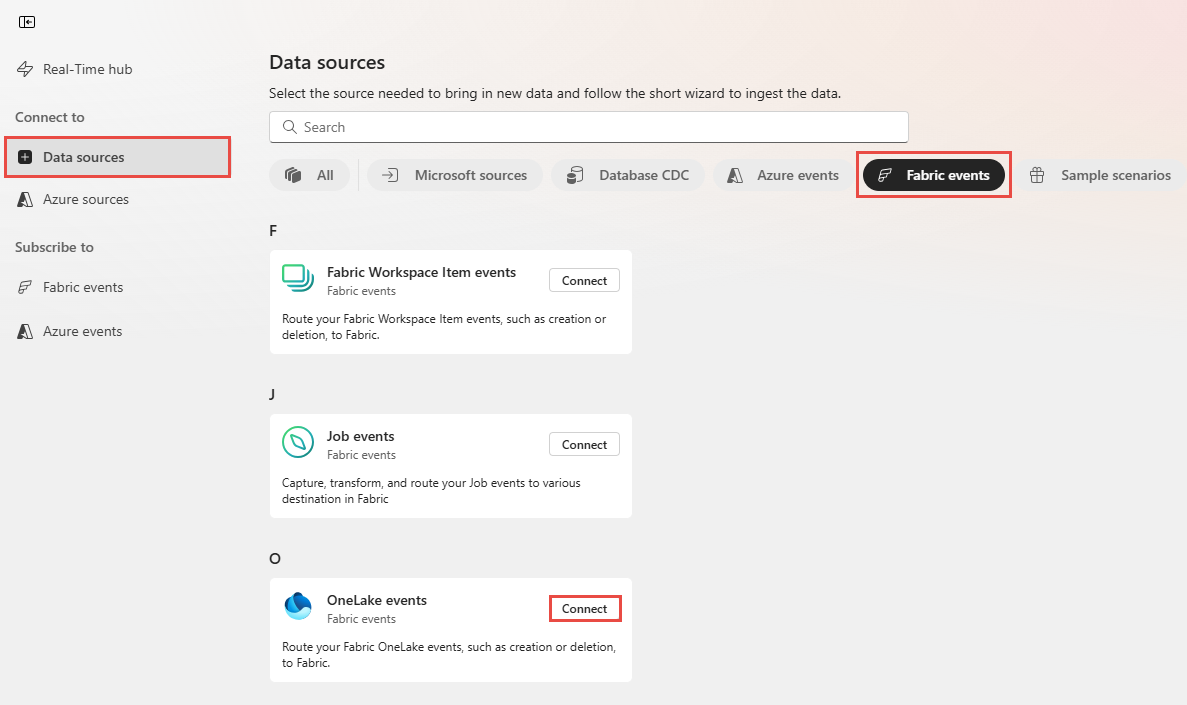 Real-Time hub
Connect to
Data sources
Azure sources
Subscribe to
Fabric events
Azure events
Data sources
Select the source needed to bring in new data and follow the short wizard to ingest the data.
Search
All Microsoft sources Database CDC Azure events Fabric events Sample scenarios
F
Fabric Workspace Item events
Fabric events
Connect
Route your Fabric Workspace Item events, such as creation or
deletion, to Fabric.
J
Job events
Fabric events
Connect
Capture, transform, and route your Job events to various
destination in Fabric
O
OneLake events
Fabric events
Connect
Route your Fabric OneLake events, such as creation or deletion,
to Fabric.